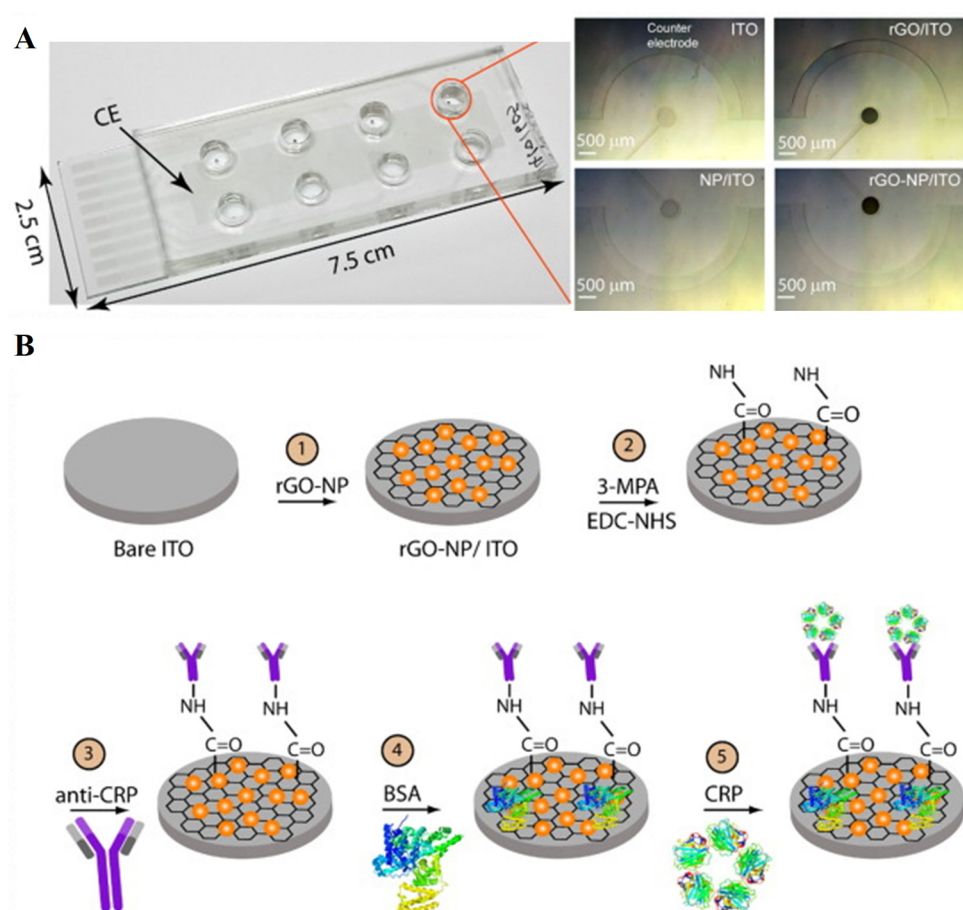 A
CE
2.5 cm
7.5 cm
Counter
electrode
ITO
500 μm
rGO/ITO
500 μm
NP/ITO
500 μm
rGO-NP/ITO
500 μm
B
1
rGO-NP
Bare ITO
rGO-NP/ ITO
2
3-MPA
EDC-NHS
NH
C=O
NH
C=O
3
anti-CRP
NH
C=O
NH
C=O
4
BSA
NH
C=O
NH
C=O
5
CRP
NH
C=O
NH
C=O